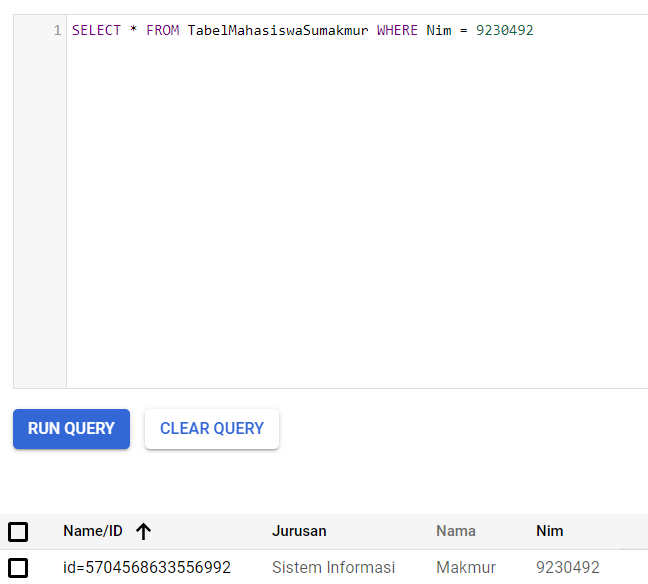 1 SELECT * FROM TabelMahasiswaSumakmur WHERE Nim = 9230492
RUN QUERY CLEAR QUERY
Name/ID Jurusan Nama Nim
id=5704568633556992 Sistem Informasi Makmur 9230492